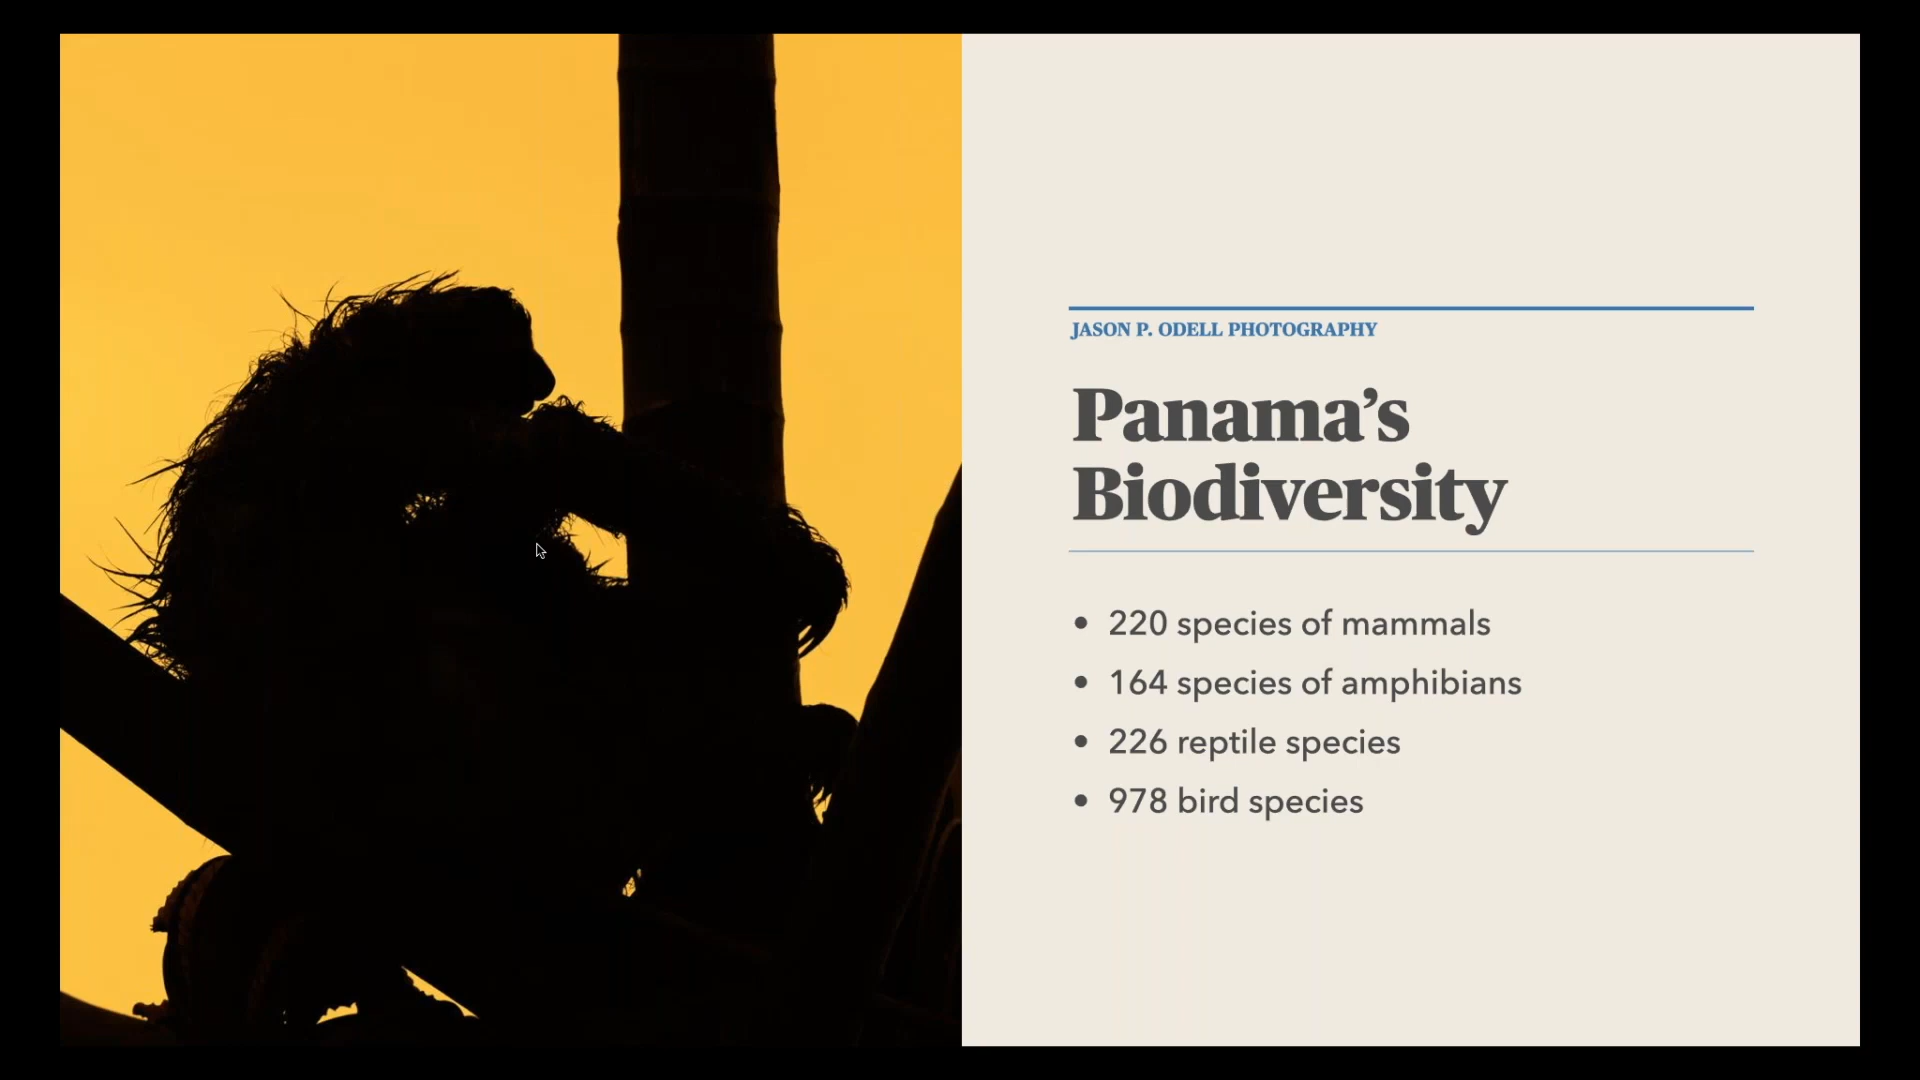 JASON P. ODELL PHOTOGRAPHY
Panama’s
Biodiversity
• 220 species of mammals
• 164 species of amphibians
• 226 reptile species
• 978 bird species